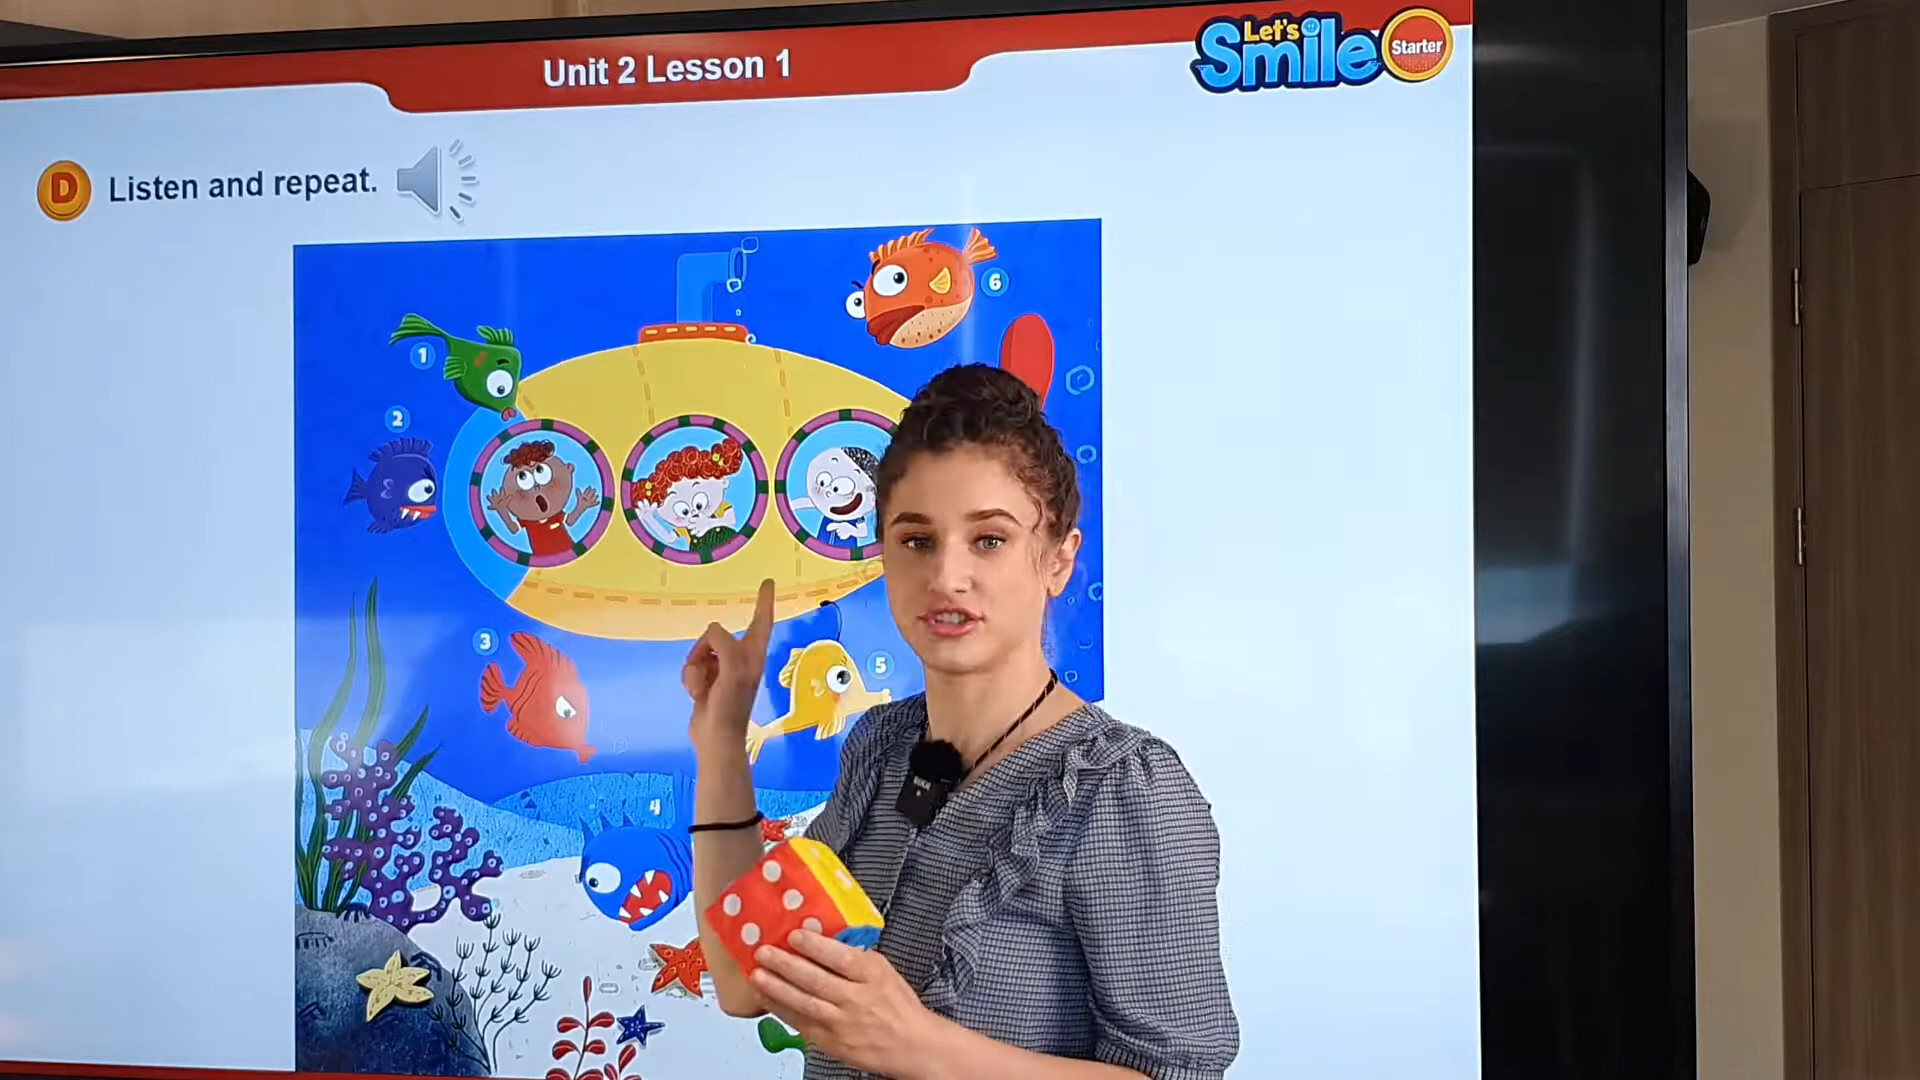 Unit 2 Lesson 1
Let's
Smile
Starter
D Listen and repeat.
6
1
2
3
5
4